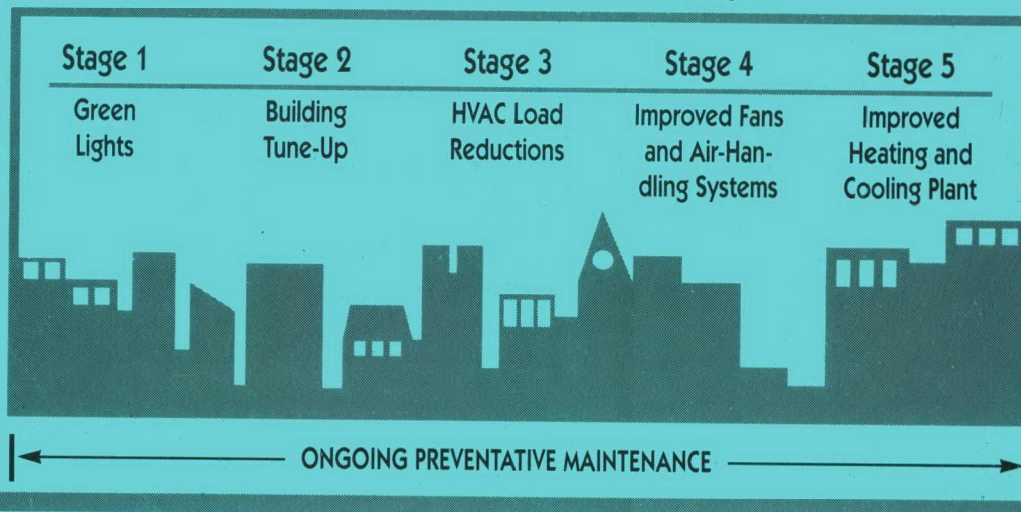 Stage 1 Stage 2 Stage 3 Stage 4 Stage 5
Green Building HVAC Load Improved Fans Improved
Lights Tune-Up Reductions and Air-Han- Heating and
dling Systems Cooling Plant
ONGOING PREVENTATIVE MAINTENANCE